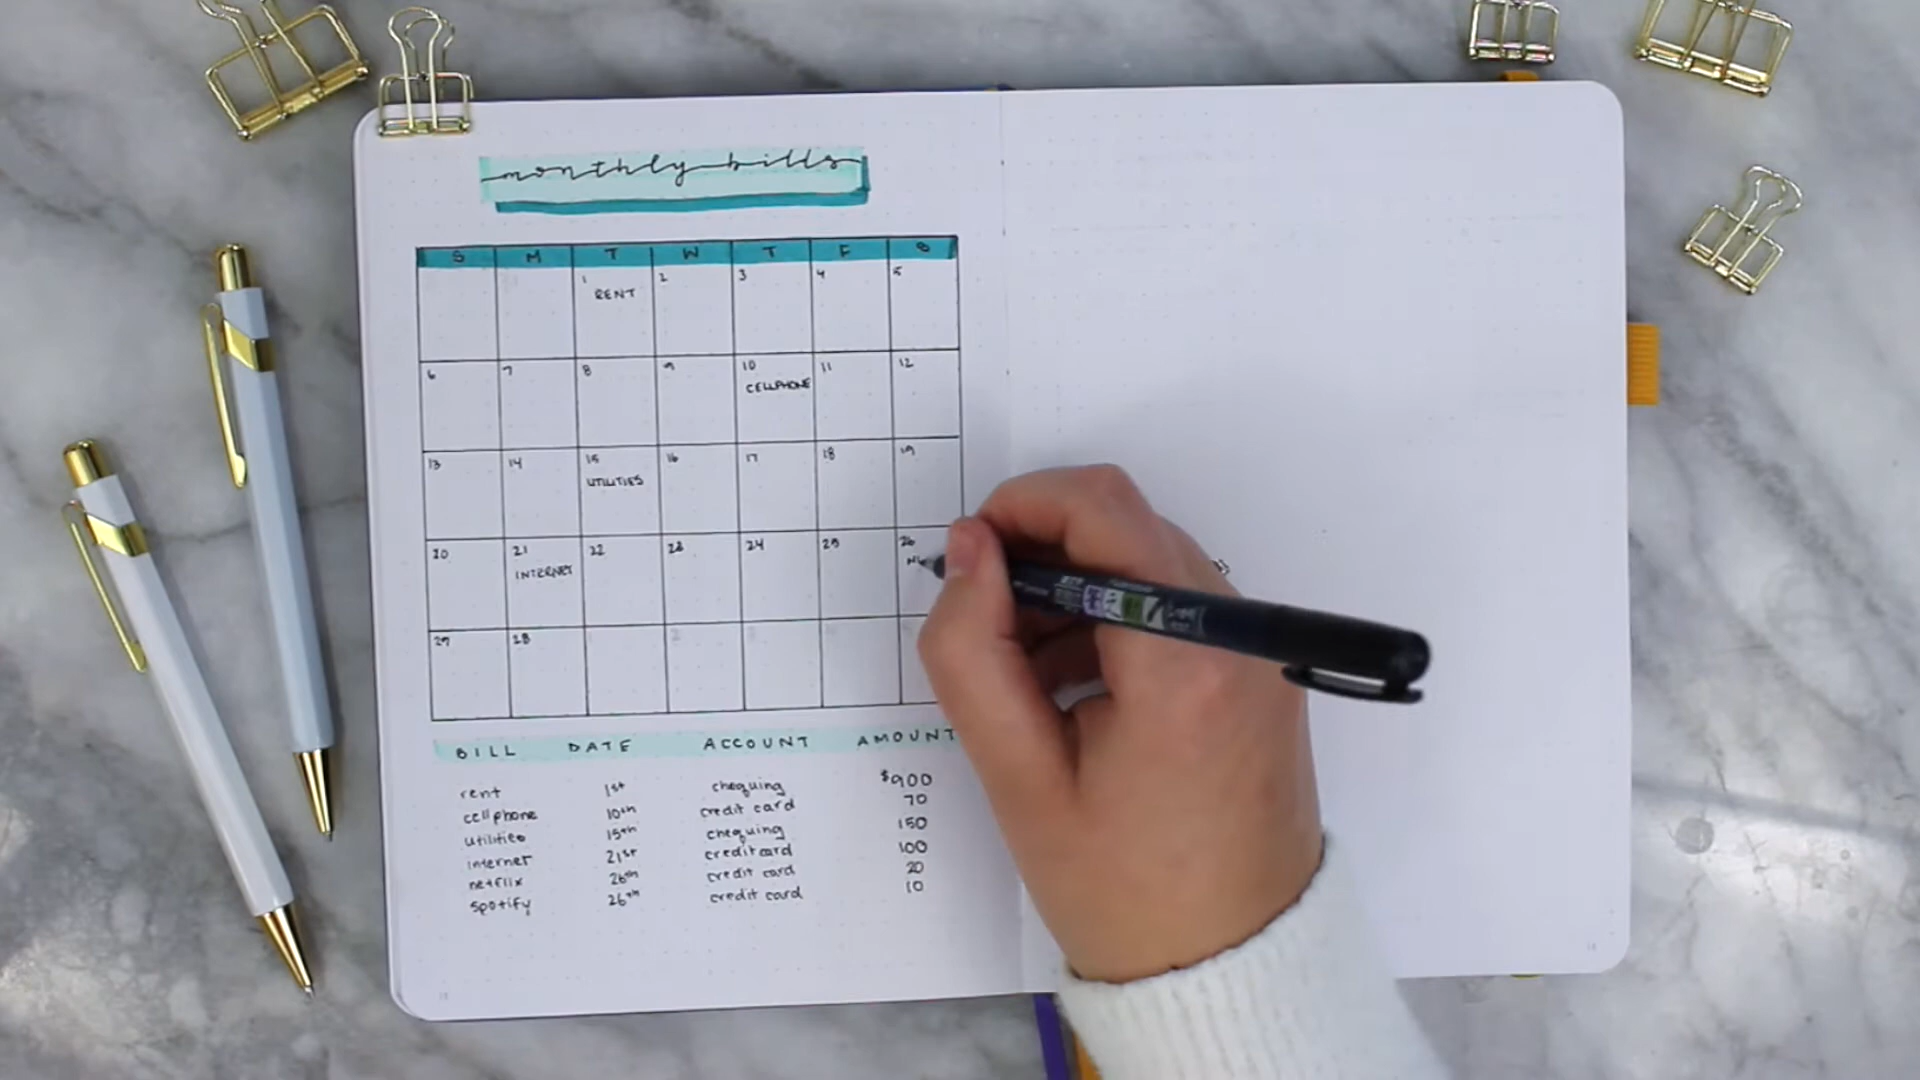 monthly bills
S M T W T F S
1 2 3 4 5
RENT
6 7 8 9 10 11 12
CELLPHONE
13 14 15 16 17 18 19
UTILITIES
20 21 22 23 24 25 26
INTERNET
27 28 1 2 3
BILL DATE ACCOUNT AMOUNT
rent 1st chequing $900
cellphone 10th credit card 70
utilities 15th chequing 150
internet 21st credit card 100
netflix 26th credit card 20
spotify 26th credit card 10